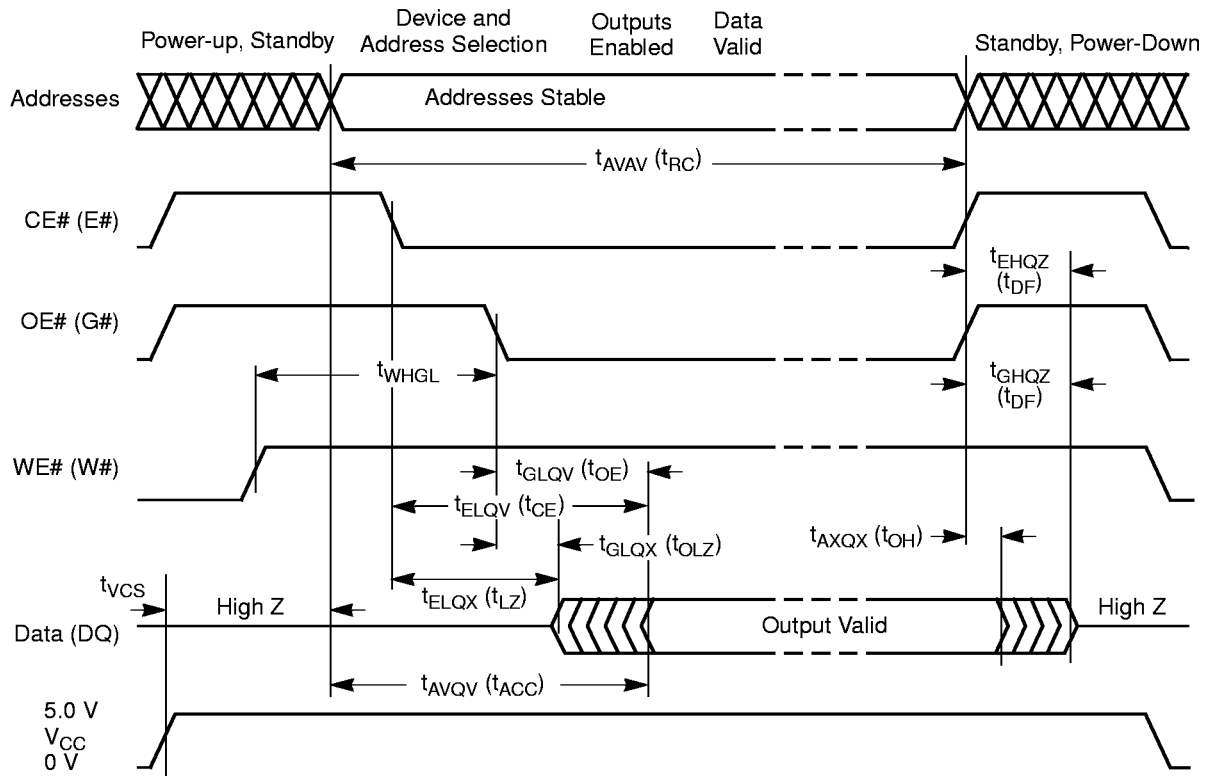 Power-up, Standby
Device and
Address Selection
Outputs
Enabled
Data
Valid
Standby, Power-Down
Addresses
Addresses Stable
tAVAV (tRC)
CE# (E#)
tEHQZ
(tDF)
OE# (G#)
tWHGL
tGHQZ
(tDF)
WE# (W#)
tGLQV (tOE)
tELQV (tCE)
tGLQX (tOLZ)
tAXQX (tOH)
tVCS
tELQX (tLZ)
High Z
High Z
Data (DQ)
Output Valid
tAVQV (tACC)
5.0 V
VCC
0 V